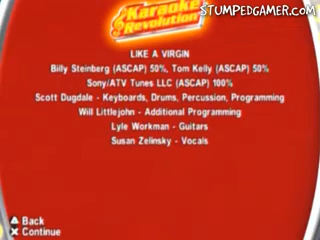 STUMPEDGAMER.COM
Karaoke
Revolution
LIKE A VIRGIN
Billy Steinberg (ASCAP) 50%, Tom Kelly (ASCAP) 50%
Sony/ATV Tunes LLC (ASCAP) 100%
Scott Dugdale - Keyboards, Drums, Percussion, Programming
Will Littlejohn - Additional Programming
Lyle Workman - Guitars
Susan Zelinsky - Vocals
Back
Continue